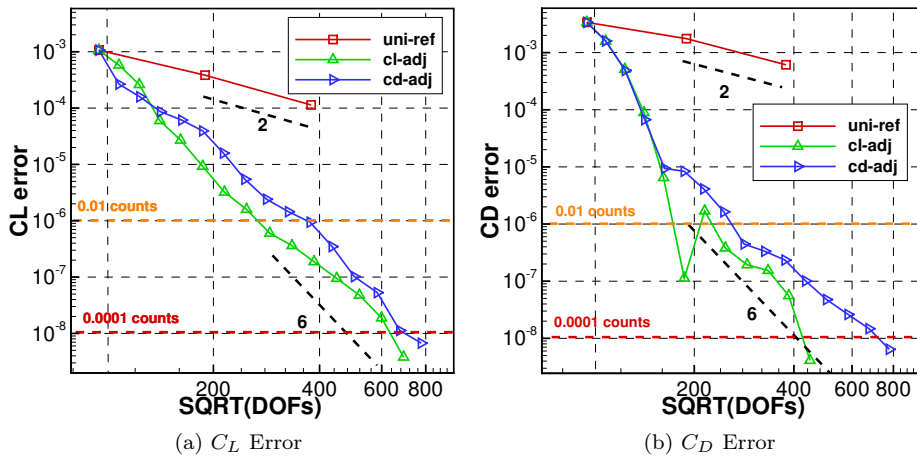 CL error
10⁻³
10⁻⁴
10⁻⁵
10⁻⁶
10⁻⁷
10⁻⁸
uni-ref
cl-adj
cd-adj
2
0.01 counts
6
0.0001 counts
200 400 600 800
SQRT(DOFs)
(a) C_L Error
CD error
10⁻³
10⁻⁴
10⁻⁵
10⁻⁶
10⁻⁷
10⁻⁸
2
uni-ref
cl-adj
cd-adj
0.01 counts
6
0.0001 counts
200 400 600 800
SQRT(DOFs)
(b) C_D Error